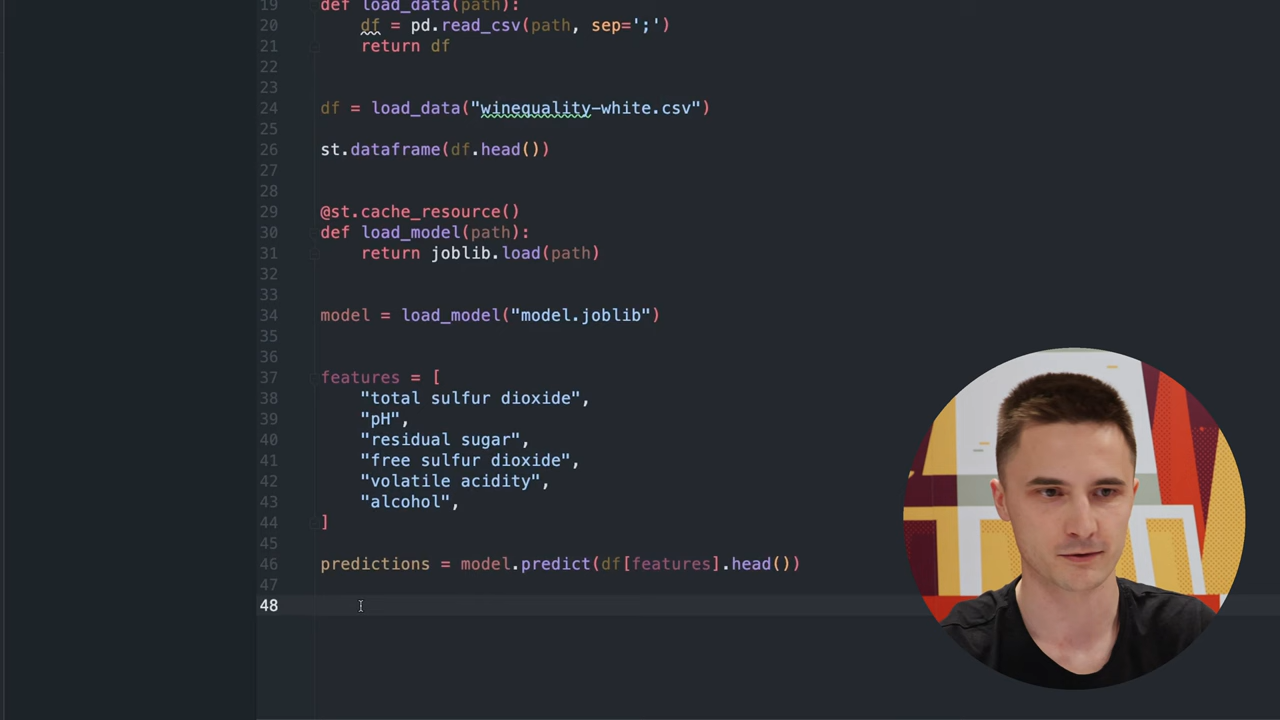 19 def load_data(path):
20 df = pd.read_csv(path, sep=';')
21 return df
22
23
24 df = load_data("winequality-white.csv")
25
26 st.dataframe(df.head())
27
28
29 @st.cache_resource()
30 def load_model(path):
31 return joblib.load(path)
32
33
34 model = load_model("model.joblib")
35
36
37 features = [
38 "total sulfur dioxide",
39 "pH",
40 "residual sugar",
41 "free sulfur dioxide",
42 "volatile acidity",
43 "alcohol",
44 ]
45
46 predictions = model.predict(df[features].head())
47
48